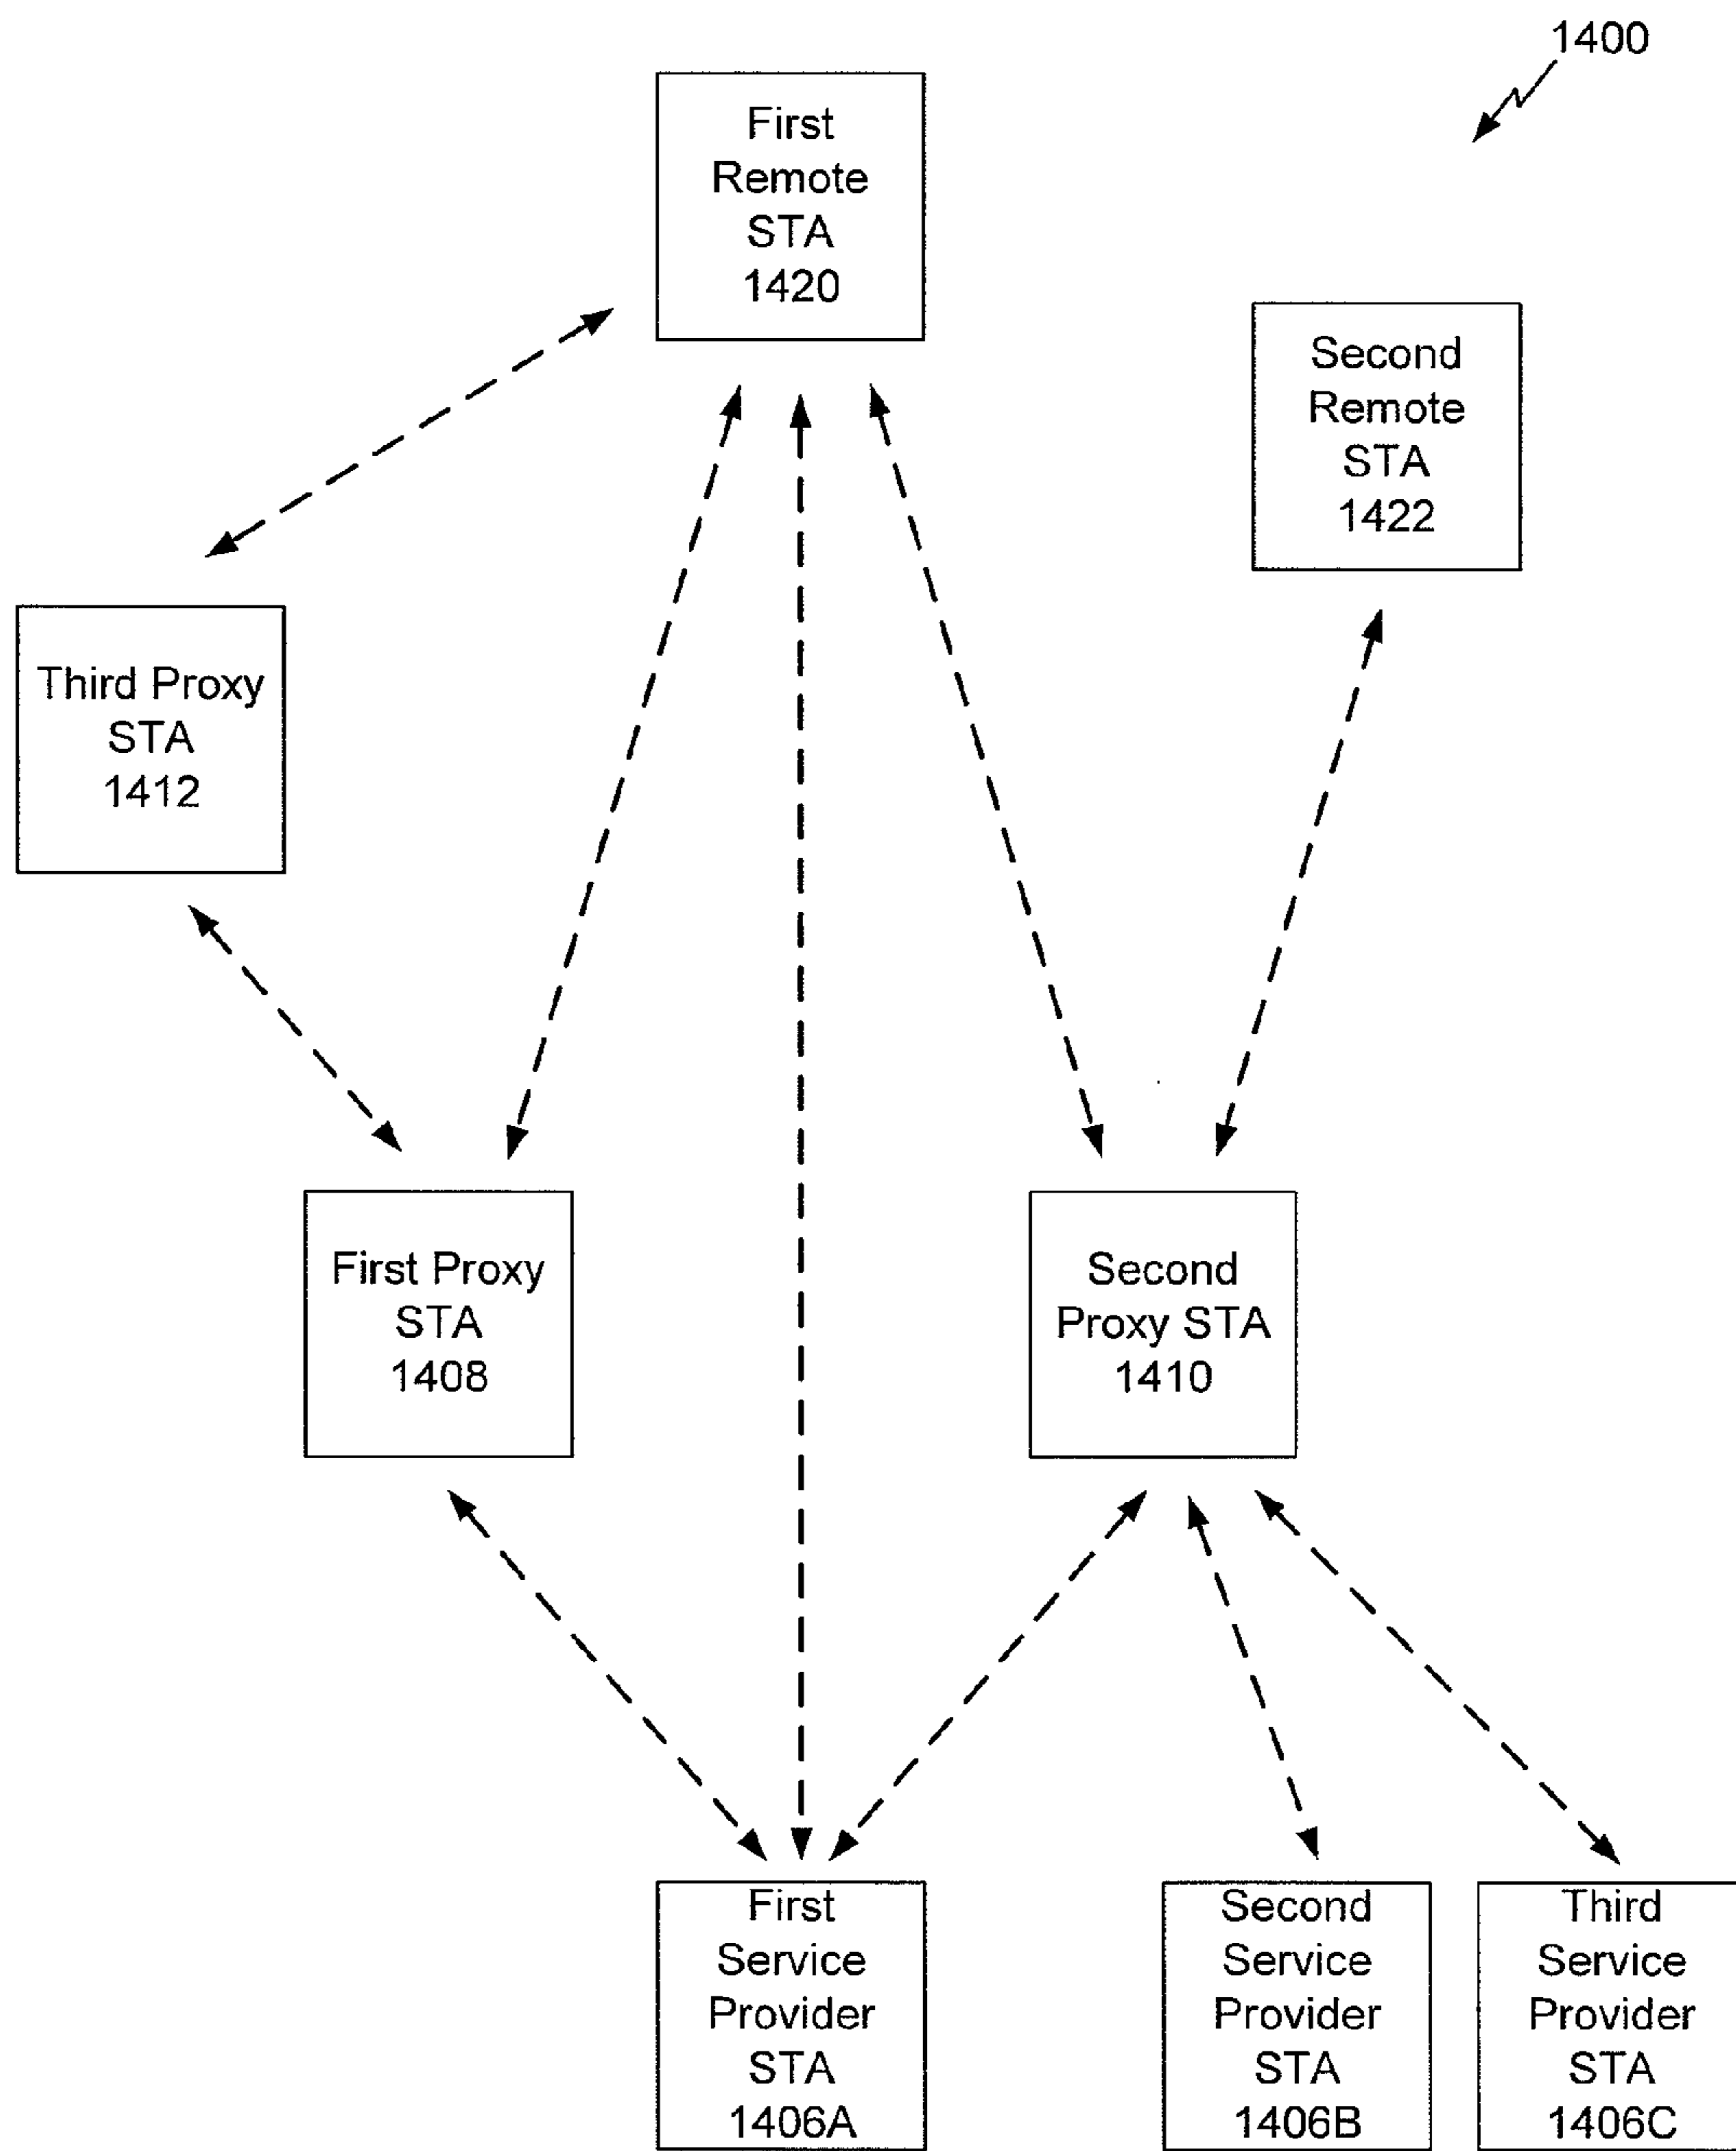 1400
First
Remote
STA
1420
Second
Remote
STA
1422
Third Proxy
STA
1412
First Proxy
STA
1408
Second
Proxy STA
1410
First
Service
Provider
STA
1406A
Second
Service
Provider
STA
1406B
Third
Service
Provider
STA
1406C